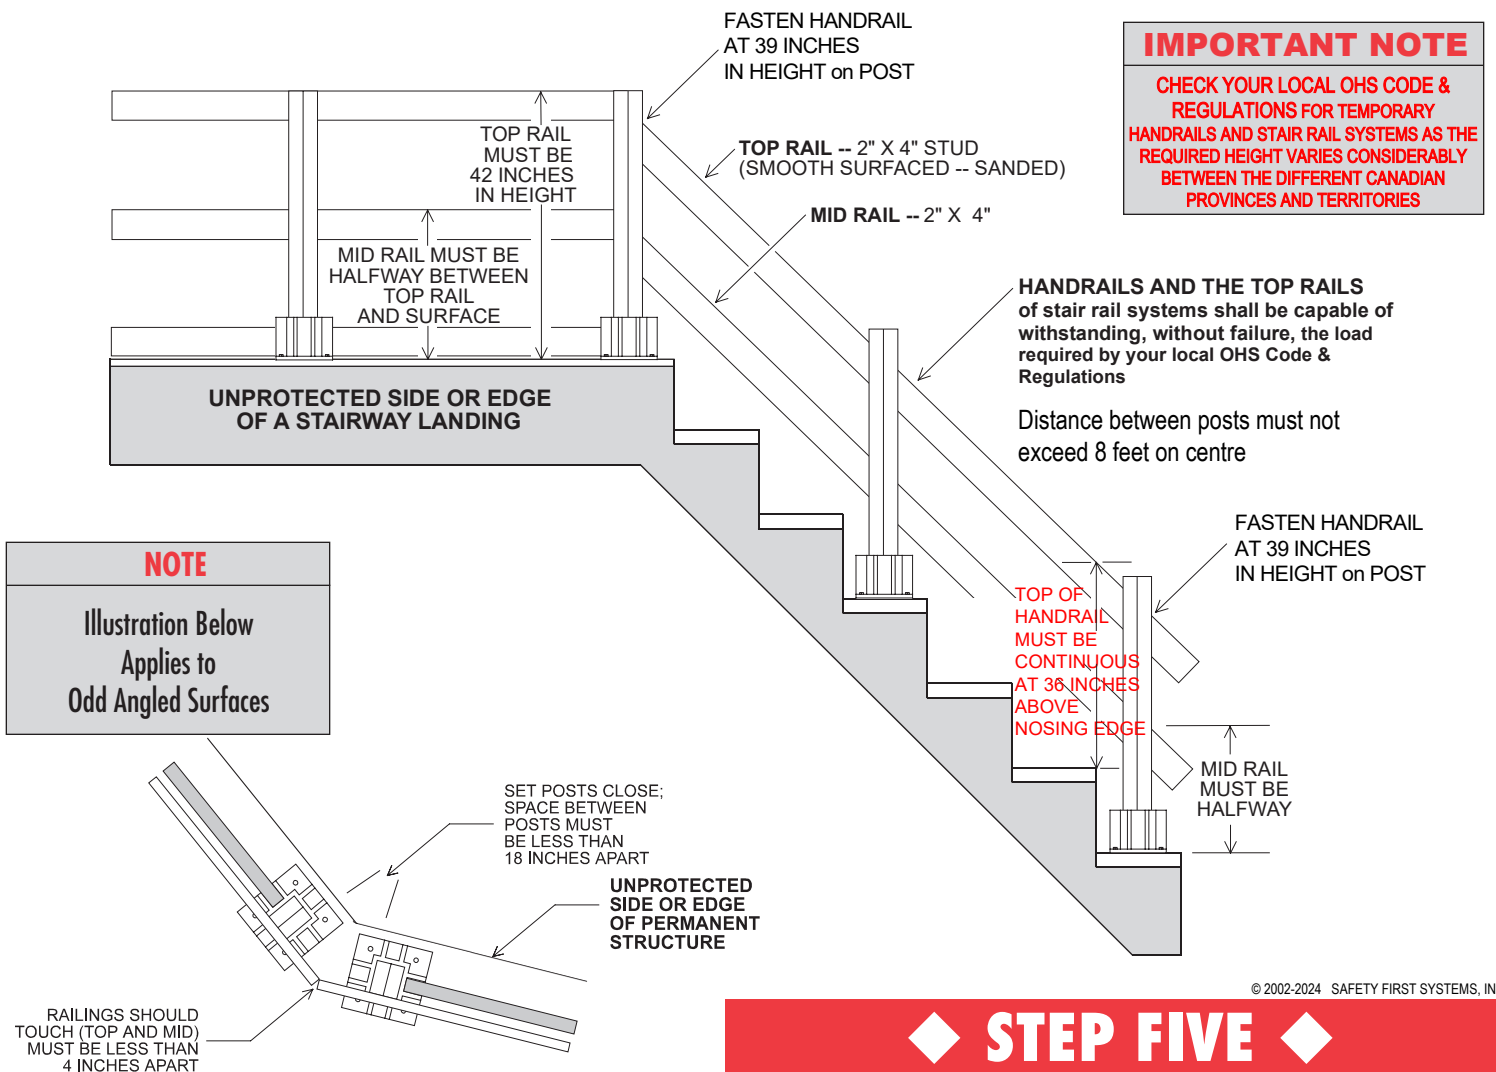 FASTEN HANDRAIL
AT 39 INCHES
IN HEIGHT on POST
IMPORTANT NOTE
CHECK YOUR LOCAL OHS CODE &
REGULATIONS FOR TEMPORARY
HANDRAILS AND STAIR RAIL SYSTEMS AS THE
REQUIRED HEIGHT VARIES CONSIDERABLY
BETWEEN THE DIFFERENT CANADIAN
PROVINCES AND TERRITORIES
TOP RAIL
MUST BE
42 INCHES
IN HEIGHT
TOP RAIL -- 2" X 4" STUD
(SMOOTH SURFACED -- SANDED)
MID RAIL -- 2" X 4"
MID RAIL MUST BE
HALFWAY BETWEEN
TOP RAIL
AND SURFACE
HANDRAILS AND THE TOP RAILS
of stair rail systems shall be capable of
withstanding, without failure, the load
required by your local OHS Code &
Regulations
Distance between posts must not
exceed 8 feet on centre
UNPROTECTED SIDE OR EDGE
OF A STAIRWAY LANDING
FASTEN HANDRAIL
AT 39 INCHES
IN HEIGHT on POST
NOTE
Illustration Below
Applies to
Odd Angled Surfaces
TOP OF
HANDRAIL
MUST BE
CONTINUOUS
AT 36 INCHES
ABOVE
NOSING EDGE
MID RAIL
MUST BE
HALFWAY
SET POSTS CLOSE;
SPACE BETWEEN
POSTS MUST
BE LESS THAN
18 INCHES APART
UNPROTECTED
SIDE OR EDGE
OF PERMANENT
STRUCTURE
RAILINGS SHOULD
TOUCH (TOP AND MID)
MUST BE LESS THAN
4 INCHES APART
© 2002-2024 SAFETY FIRST SYSTEMS, IN
STEP FIVE